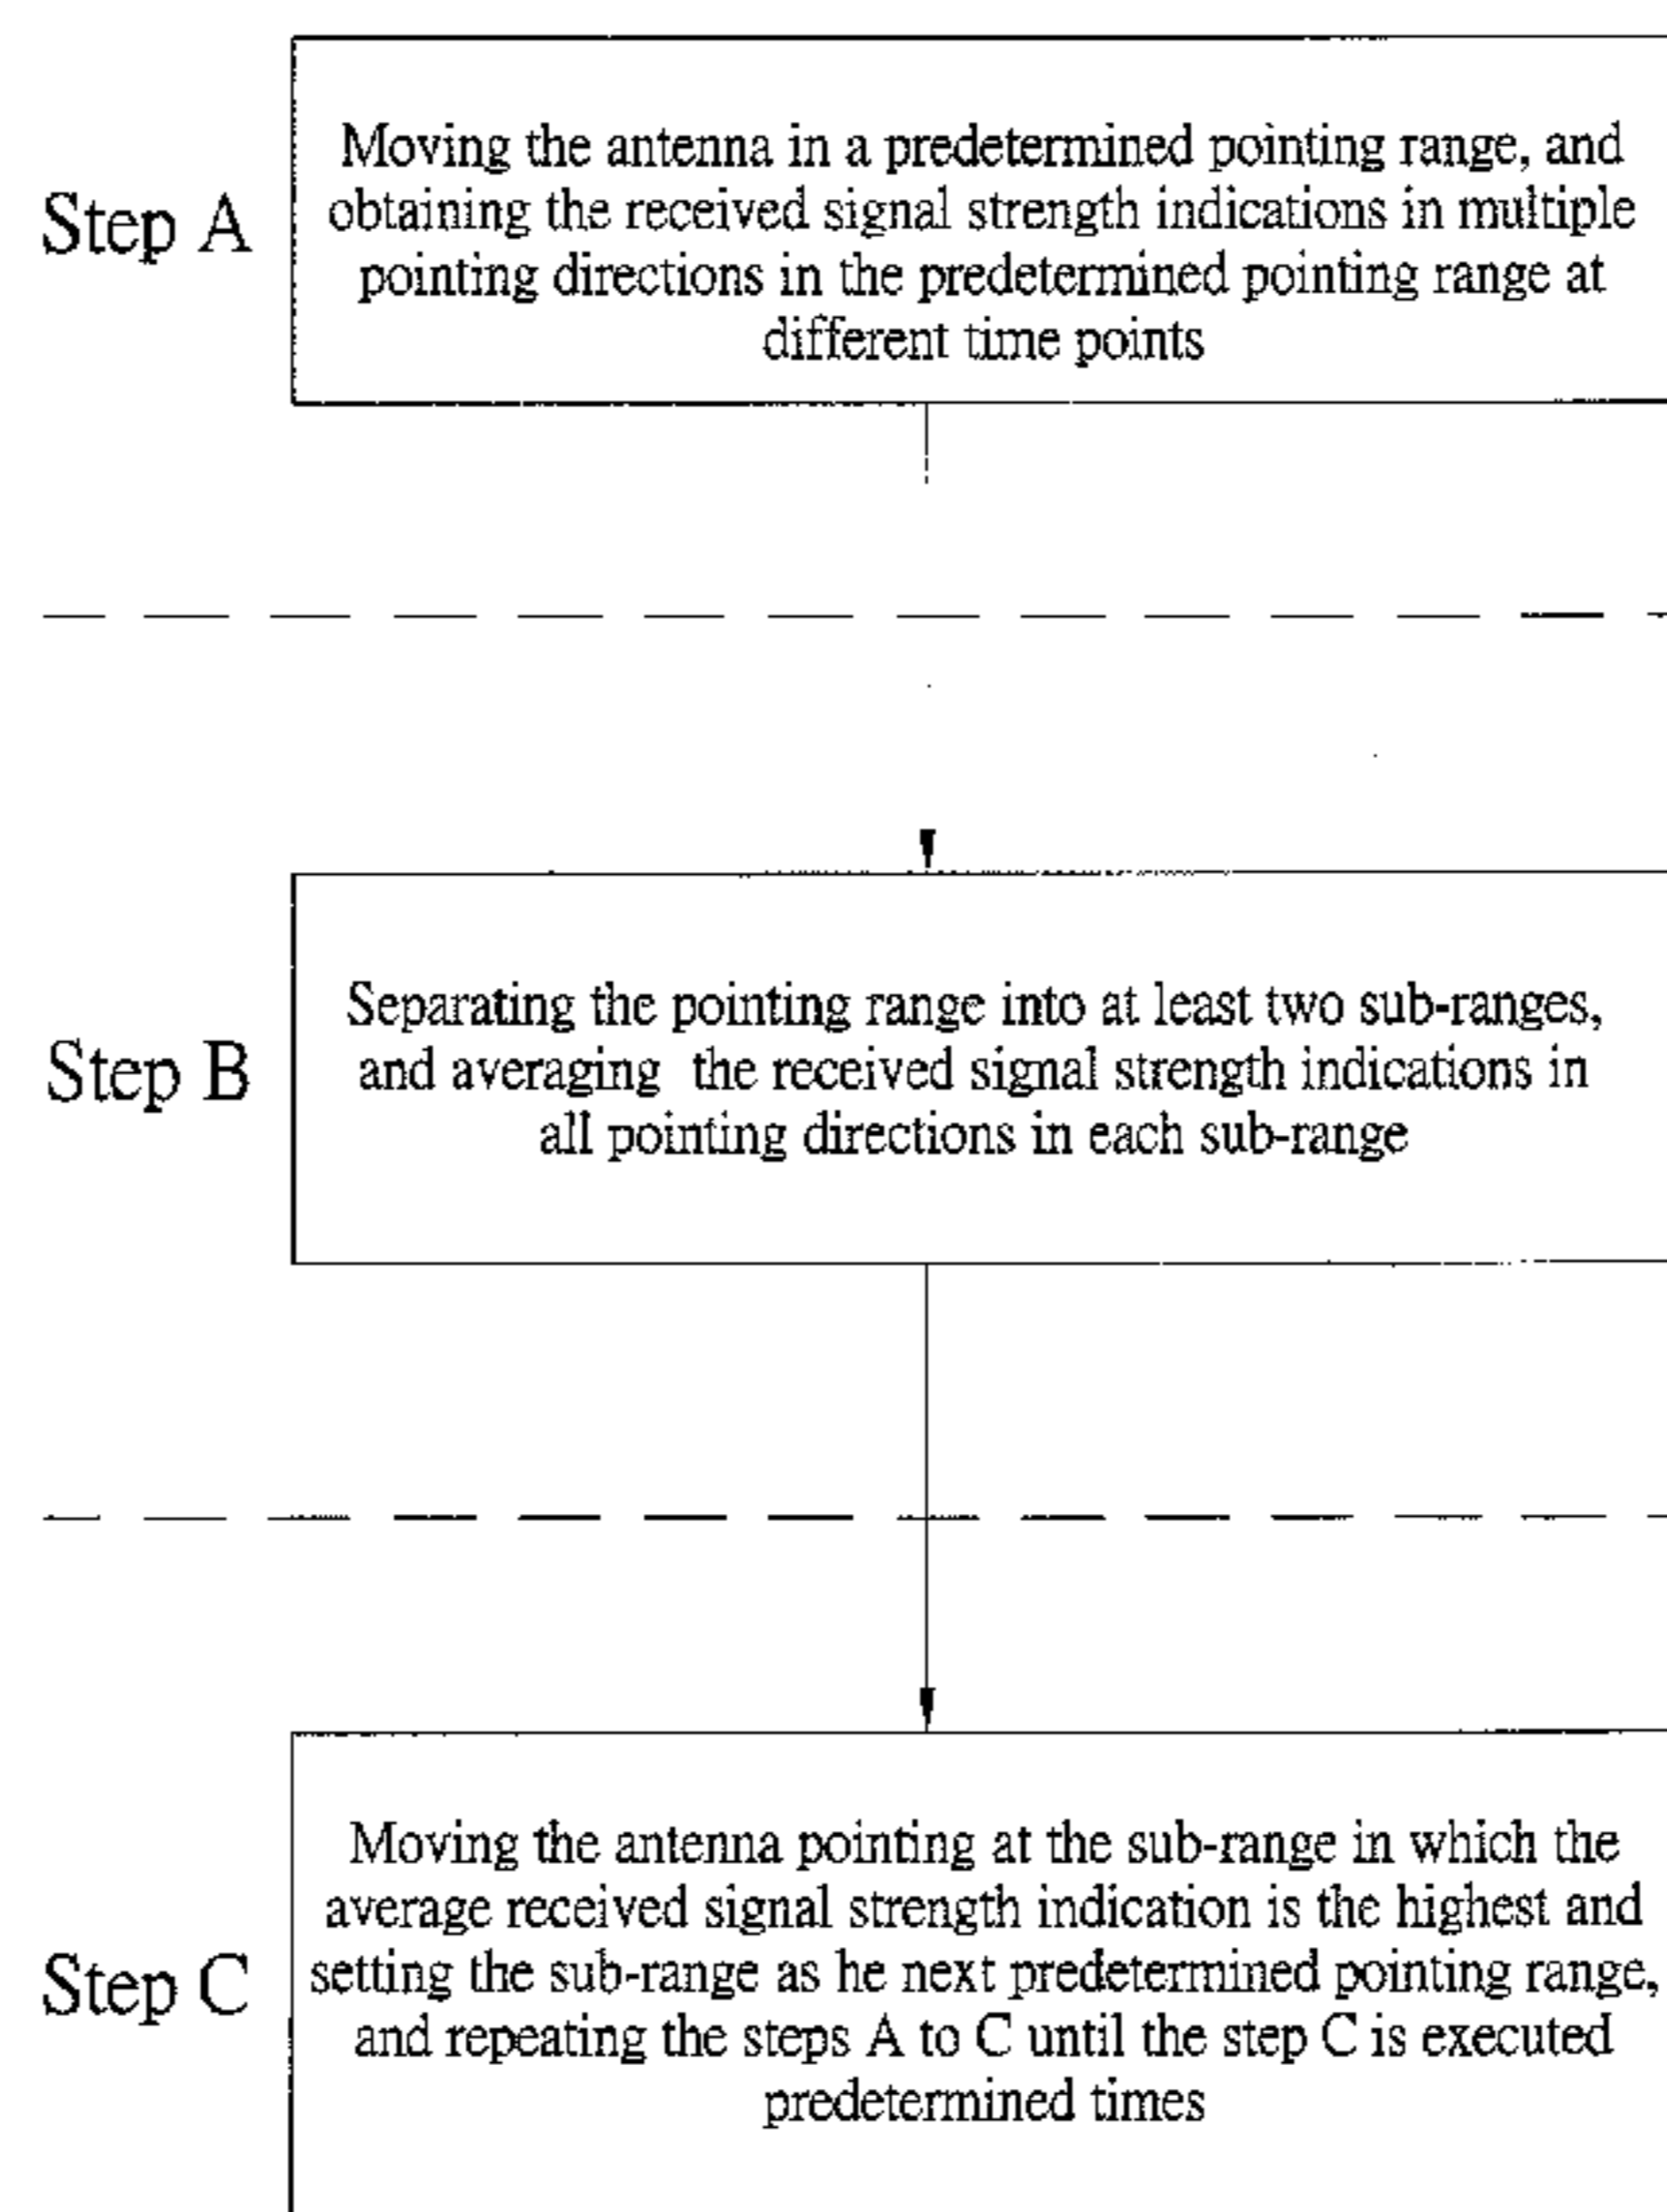 Step A
Moving the antenna in a predetermined pointing range, and
obtaining the received signal strength indications in multiple
pointing directions in the predetermined pointing range at
different time points
Step B
Separating the pointing range into at least two sub-ranges,
and averaging the received signal strength indications in
all pointing directions in each sub-range
Step C
Moving the antenna pointing at the sub-range in which the
average received signal strength indication is the highest and
setting the sub-range as he next predetermined pointing range,
and repeating the steps A to C until the step C is executed
predetermined times